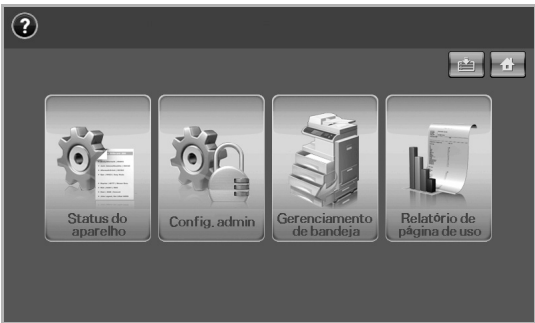 ?
Status do
aparelho
Config. admin
Gerenciamento
de bandeja
Relatório de
página de uso